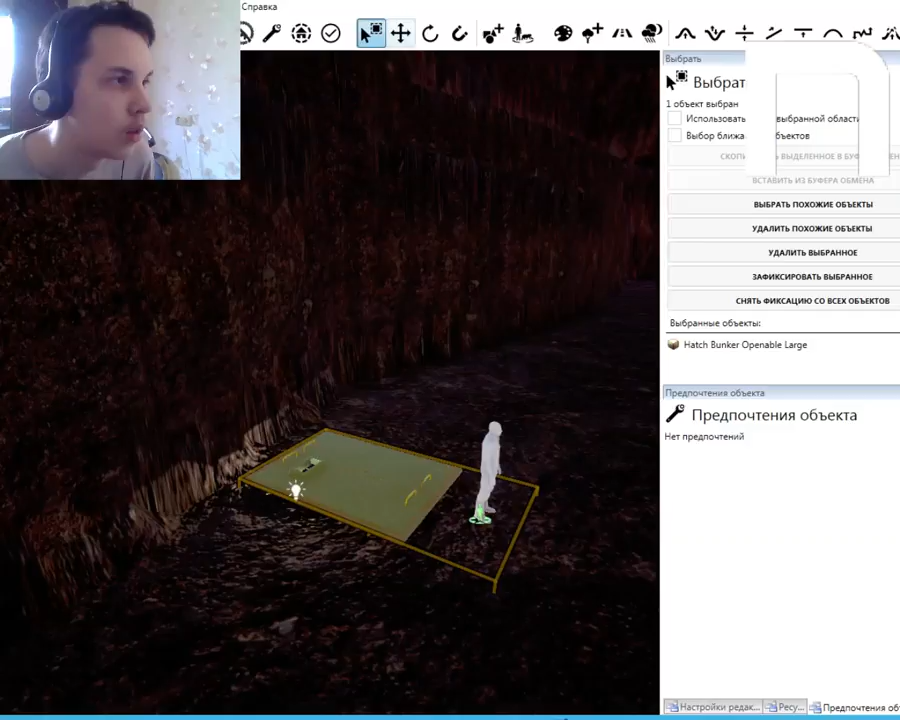 Справка
Выбрать
Выбрат
1 объект выбран
Использовать выбранной област
Выбор ближа бъектов
ВСТАВИТЬ ИЗ БУФЕРА ОБМЕНА
ВЫБРАТЬ ПОХОЖИЕ ОБЪЕКТЫ
УДАЛИТЬ ПОХОЖИЕ ОБЪЕКТЫ
УДАЛИТЬ ВЫБРАННОЕ
ЗАФИКСИРОВАТЬ ВЫБРАННОЕ
СНЯТЬ ФИКСАЦИЮ СО ВСЕХ ОБЪЕКТОВ
Выбранные объекты:
Hatch Bunker Openable Large
Предпочтения объекта
Предпочтения объекта
Нет предпочтений
Настройки редак... Ресу... Предпочтения об